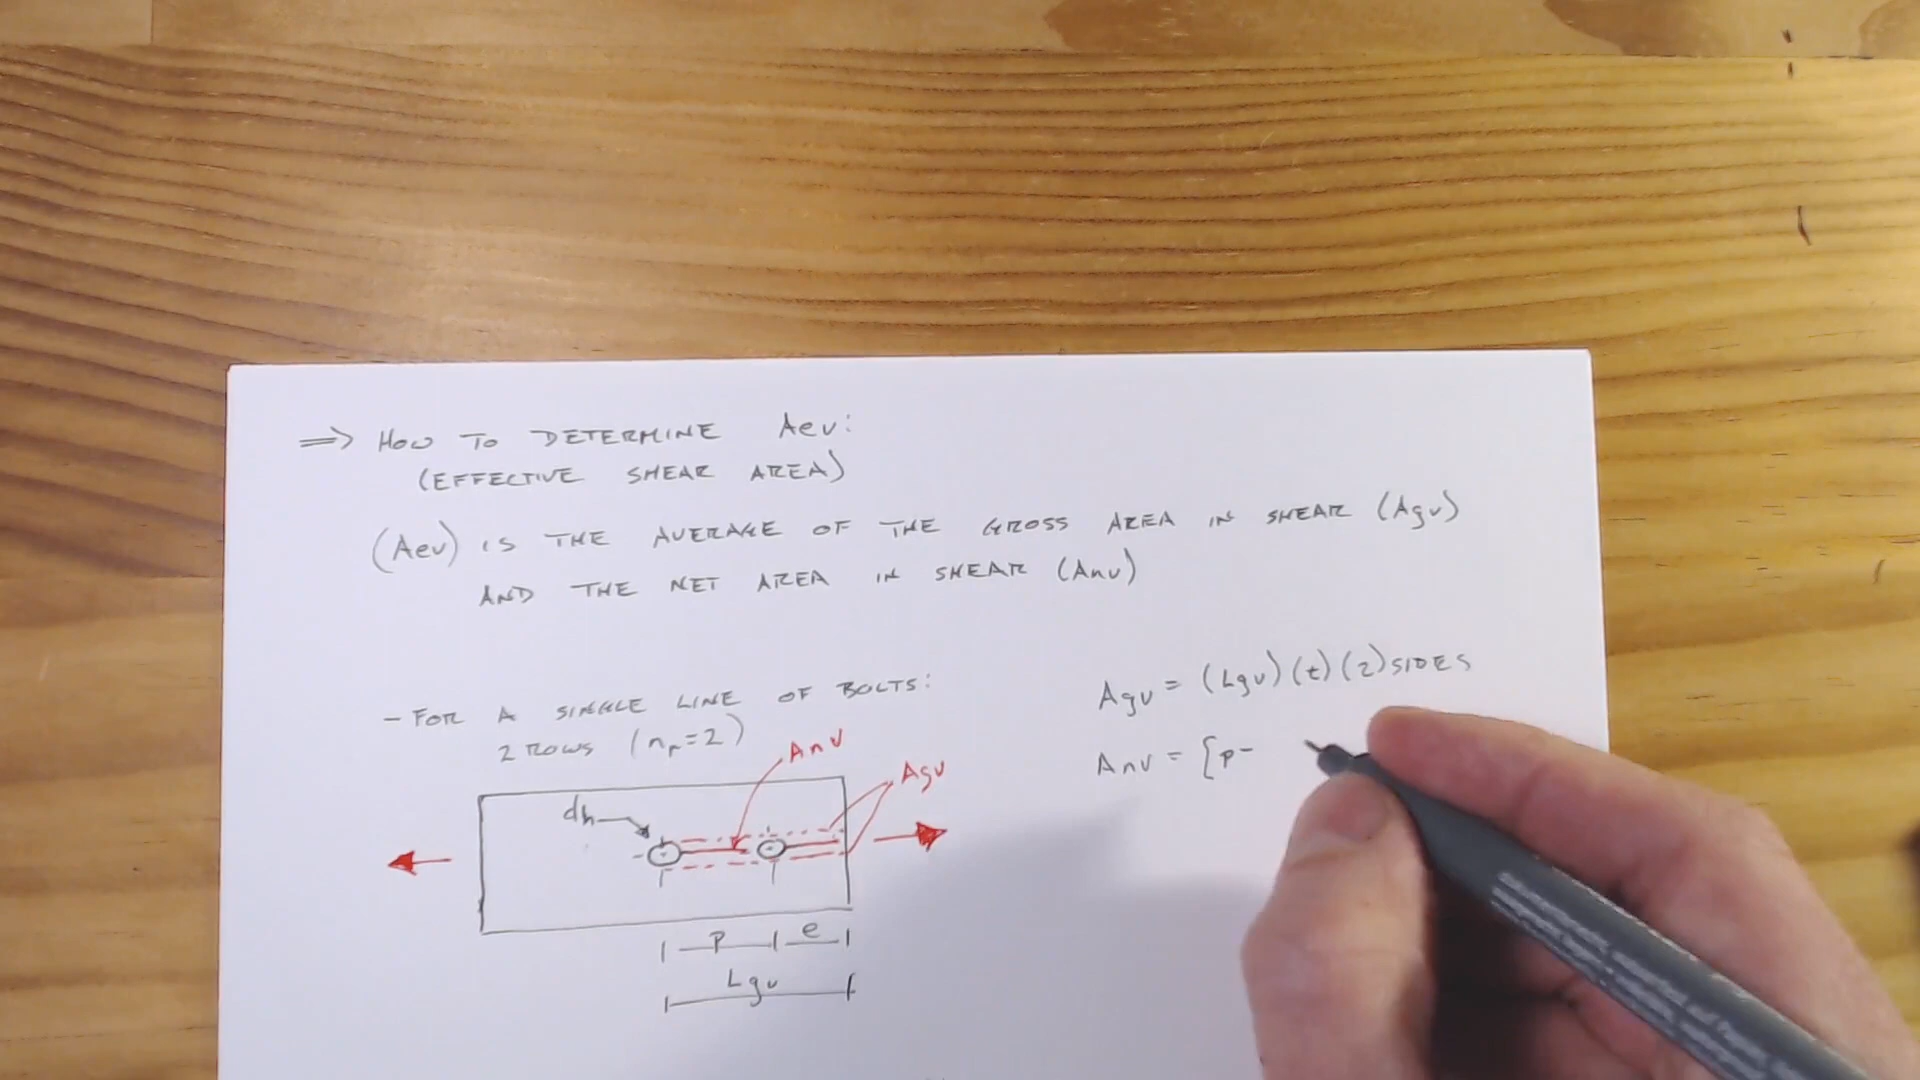 ⇒ HOW TO DETERMINE Aev:
(EFFECTIVE SHEAR AREA)
(Aev) IS THE AVERAGE OF THE GROSS AREA IN SHEAR (Agv)
AND THE NET AREA IN SHEAR (Anv)
- FOR A SINGLE LINE OF BOLTS:
2 ROWS (nr=2)
Anv
Agv
dh
P
e
Lgv
Agv = (Lgv)(t)(2)SIDES
Anv = [p-